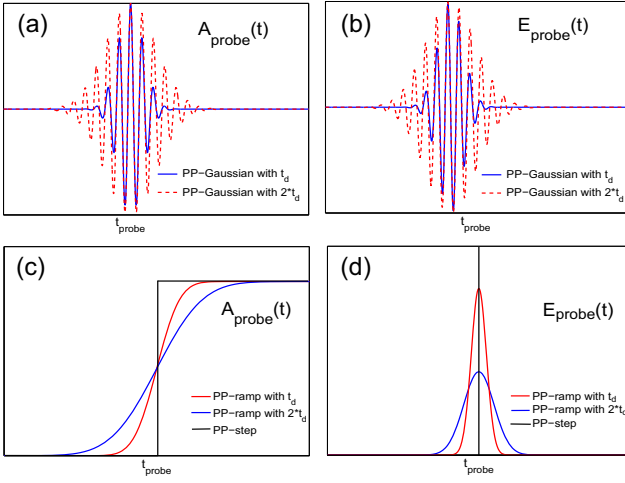 (a)
A_probe(t)
PP-Gaussian with t_d
PP-Gaussian with 2*t_d
t_probe
(b)
E_probe(t)
PP-Gaussian with t_d
PP-Gaussian with 2*t_d
t_probe
(c)
A_probe(t)
PP-ramp with t_d
PP-ramp with 2*t_d
PP-step
t_probe
(d)
E_probe(t)
PP-ramp with t_d
PP-ramp with 2*t_d
PP-step
t_probe